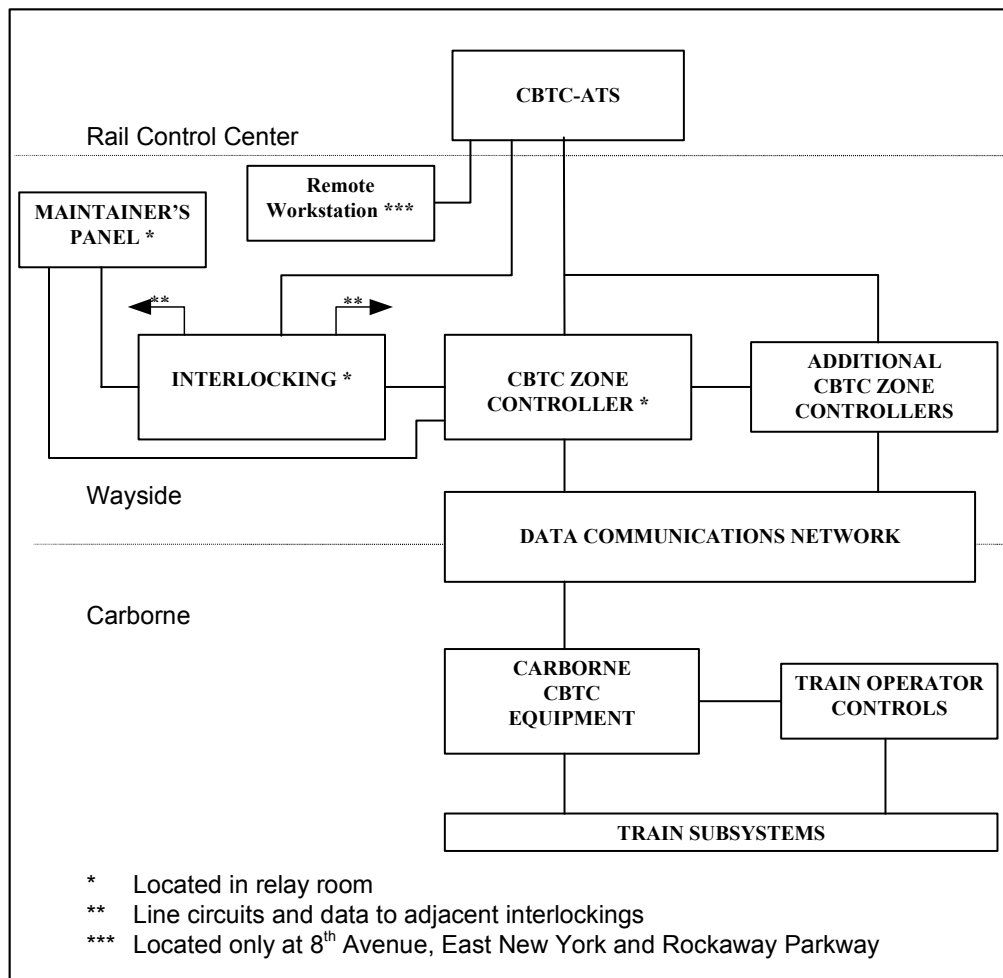 CBTC-ATS
Rail Control Center
Remote
Workstation ***
MAINTAINER'S
PANEL *
**
**
INTERLOCKING *
CBTC ZONE
CONTROLLER *
ADDITIONAL
CBTC ZONE
CONTROLLERS
Wayside
DATA COMMUNICATIONS NETWORK
Carborne
CARBORNE
CBTC
EQUIPMENT
TRAIN OPERATOR
CONTROLS
TRAIN SUBSYSTEMS
* Located in relay room
** Line circuits and data to adjacent interlockings
*** Located only at 8th Avenue, East New York and Rockaway Parkway